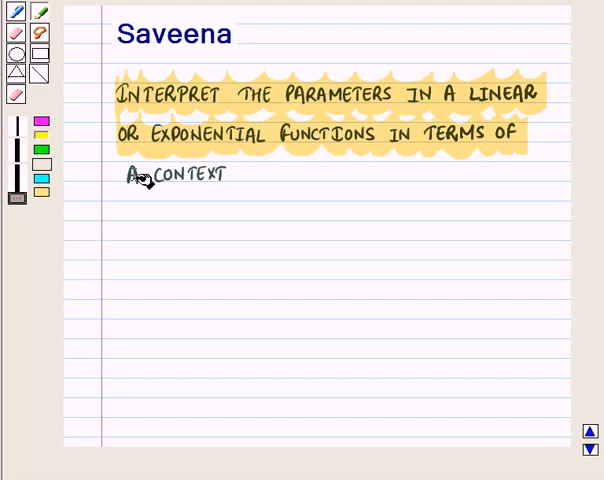 Saveena
INTERPRET THE PARAMETERS IN A LINEAR
OR EXPONENTIAL FUNCTIONS IN TERMS OF
A CONTEXT